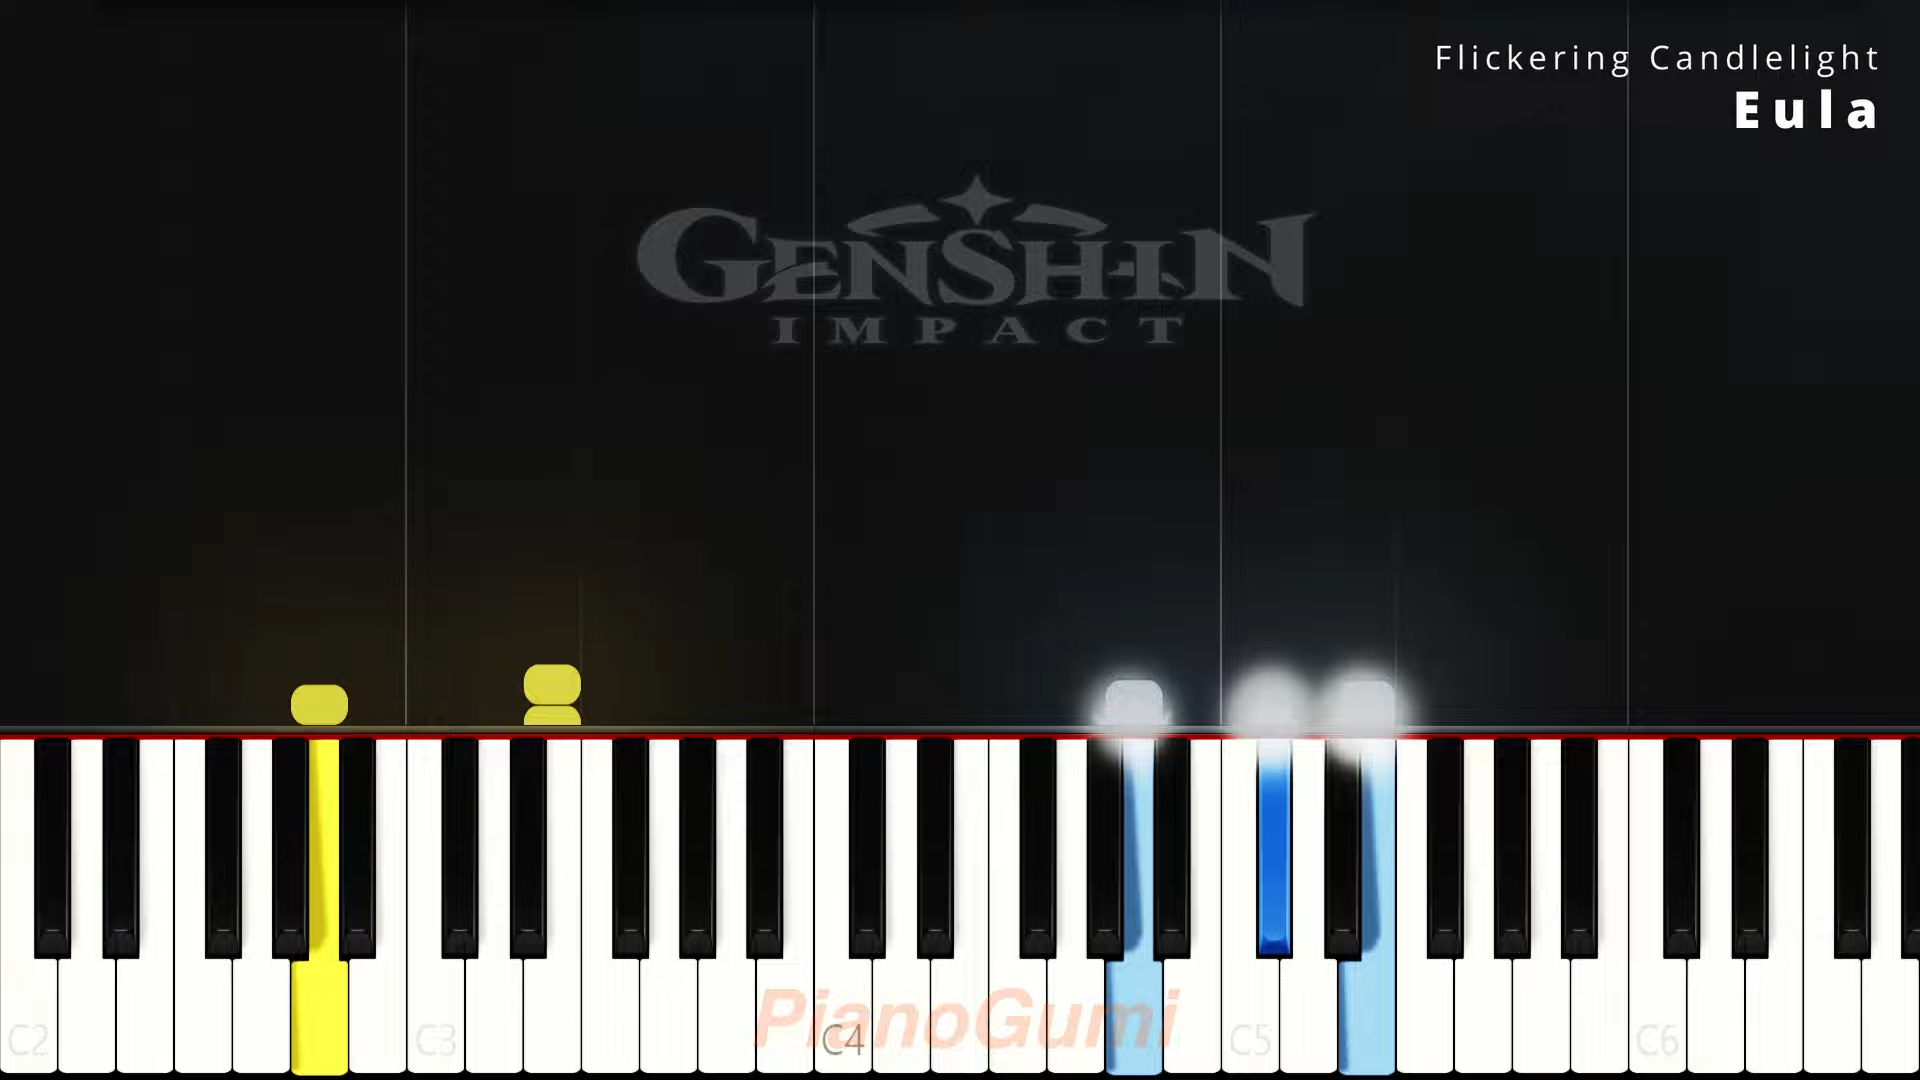 Flickering Candlelight
Eula
GENSHIN
IMPACT
PianoGumi
C2
C3
C4
C5
C6